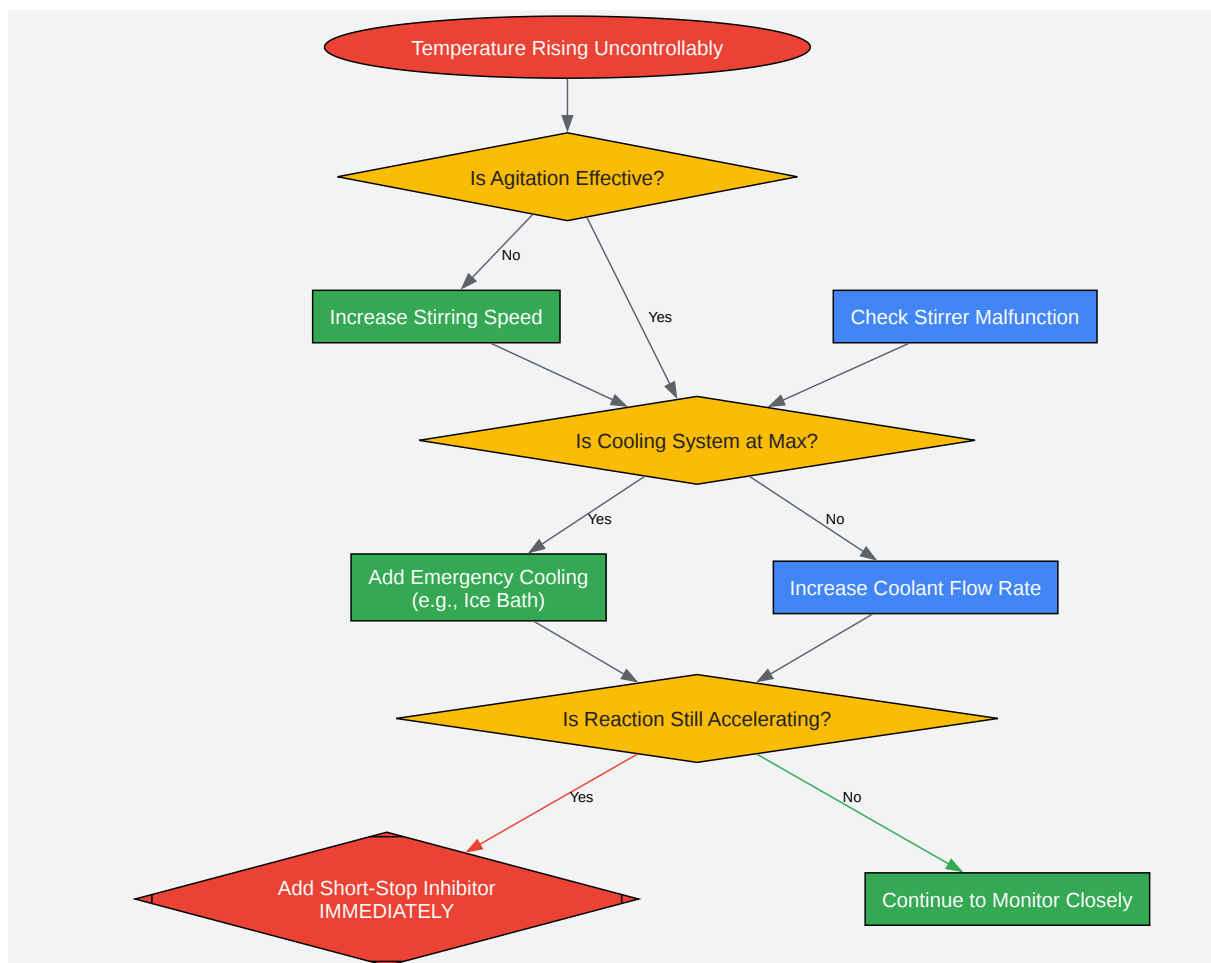 Temperature Rising Uncontrollably
Is Agitation Effective?
No
Yes
Increase Stirring Speed
Check Stirrer Malfunction
Is Cooling System at Max?
Yes
No
Add Emergency Cooling
(e.g., Ice Bath)
Increase Coolant Flow Rate
Is Reaction Still Accelerating?
Yes
No
Add Short-Stop Inhibitor
IMMEDIATELY
Continue to Monitor Closely